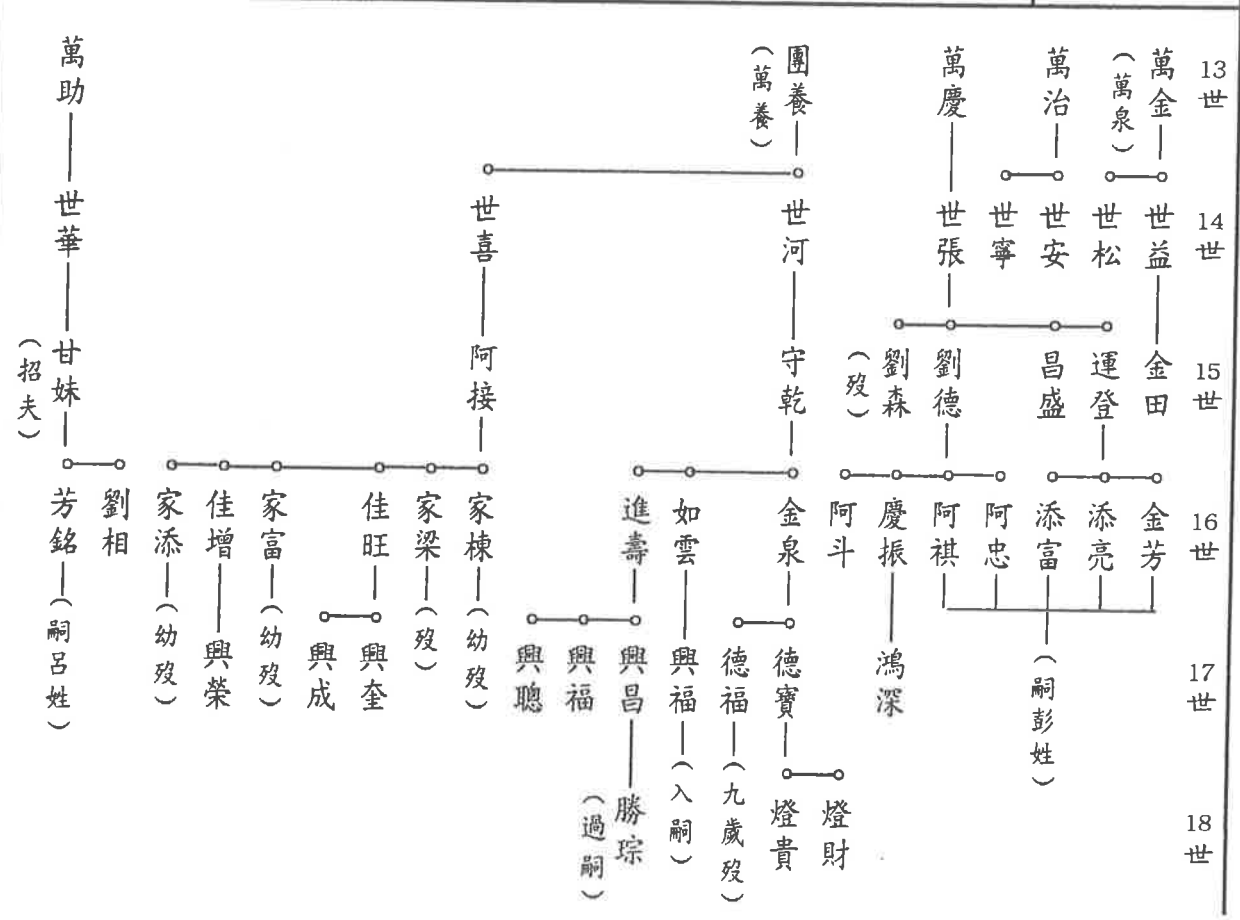 13世
萬金
（萬泉）
萬治
萬慶
團養
（萬養）
萬助
14世
世益
世松
世安
世寧
世張
世河
世喜
世華
15世
金田
運登
昌盛
劉德
劉森
（歿）
守乾
阿接
甘妹
（招夫）
16世
金芳
添亮
添富
阿忠
阿祺
慶振
阿斗
金泉
如雲
進壽
家棟
家梁
佳旺
家富
佳增
家添
劉相
芳銘
17世
（嗣彭姓）
鴻深
德寶
德福
興福
興昌
興福
興聰
（幼歿）
（歿）
興奎
興成
（幼歿）
興榮
（幼歿）
（嗣呂姓）
18世
燈財
燈貴
（九歲歿）
（入嗣）
勝琮
（過嗣）